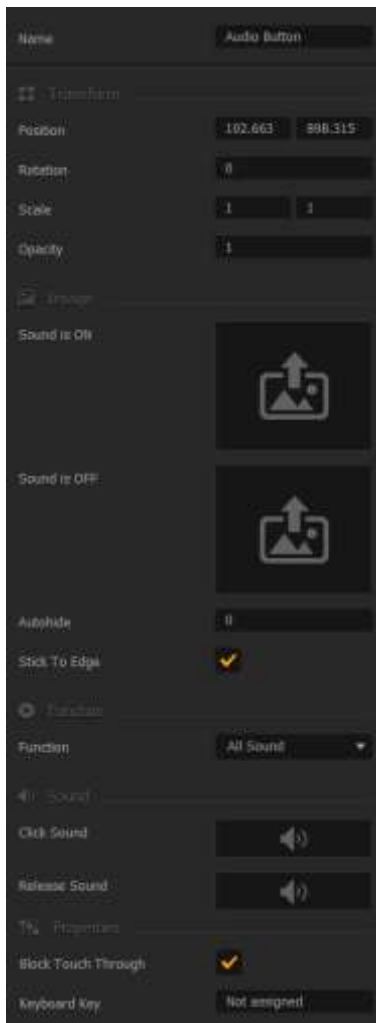 Name Audio Button
Transform
Position 102.663 898.315
Rotation 0
Scale 1 1
Opacity 1
Image
Sound is ON
Sound is OFF
Autohide 0
Stick To Edge
Function
Function All Sound
Sound
Click Sound
Release Sound
Properties
Block Touch Through
Keyboard Key Not assigned